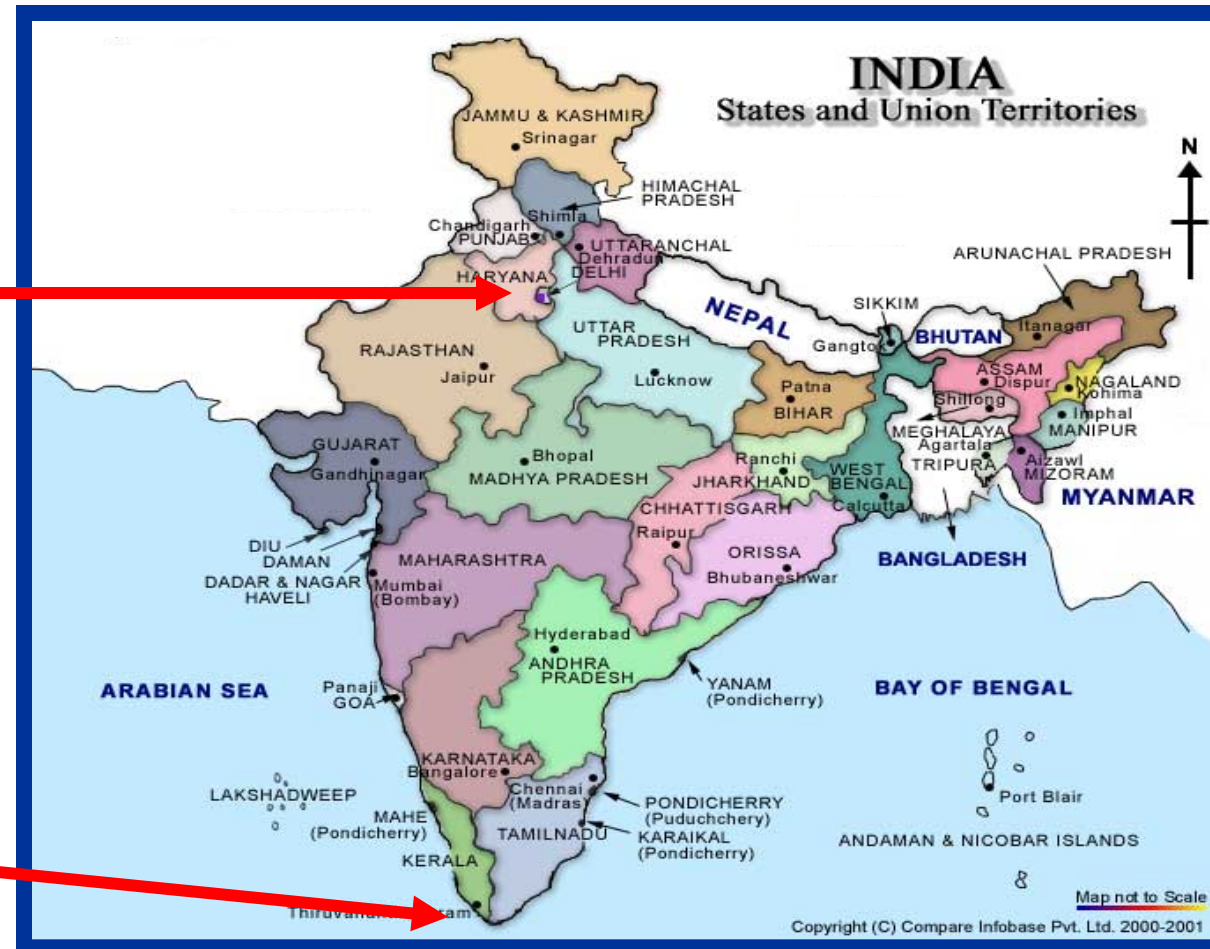 INDIA
States and Union Territories
N
JAMMU & KASHMIR
Srinagar
HIMACHAL
PRADESH
Shimla
Chandigarh
PUNJAB
UTTARANCHAL
Dehradun
DELHI
HARYANA
ARUNACHAL PRADESH
NEPAL
SIKKIM
BHUTAN
Itanagar
Gangtok
UTTAR
PRADESH
RAJASTHAN
Jaipur
Lucknow
Patna
BIHAR
ASSAM
Dispur
NAGALAND
Kohima
Shillong
MEGHALAYA
Imphal
MANIPUR
Agartala
TRIPURA
Aizawl
MIZORAM
GUJARAT
Gandhinagar
Bhopal
MADHYA PRADESH
Ranchi
JHARKHAND
WEST
BENGAL
Calcutta
MYANMAR
CHHATTISGARH
Raipur
ORISSA
Bhubaneshwar
BANGLADESH
DIU
DAMAN
DADAR & NAGAR
HAVELI
MAHARASHTRA
Mumbai
(Bombay)
Hyderabad
ANDHRA
PRADESH
YANAM
(Pondicherry)
ARABIAN SEA
BAY OF BENGAL
Panaji
GOA
KARNATAKA
Bangalore
LAKSHADWEEP
Chennai
(Madras)
PONDICHERRY
(Puduchchery)
Port Blair
MAHE
(Pondicherry)
TAMILNADU
KARAIKAL
(Pondicherry)
KERALA
ANDAMAN & NICOBAR ISLANDS
Map not to Scale
Copyright (C) Compare Infobase Pvt. Ltd. 2000-2001